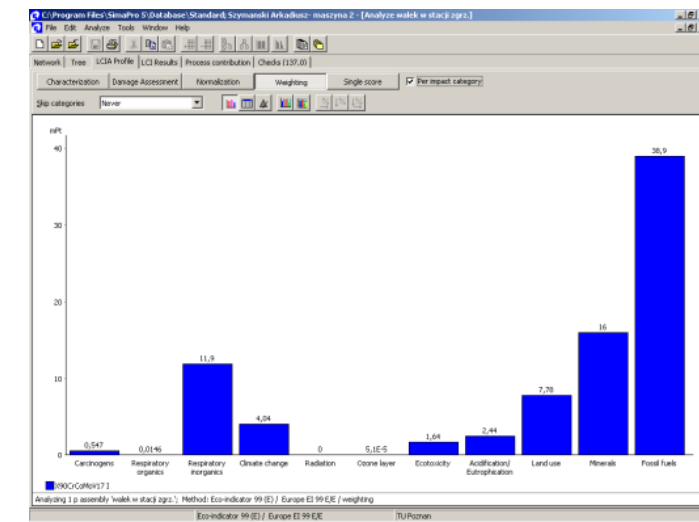 C:\Program Files\SimaPro 5\Database\Standard; Szymanski Arkadiusz- maszyna 2 - [Analyze walek w stacji zgrz.]
File Edit Analyze Tools Window Help
Network Tree LCIA Profile LCI Results Process contribution Checks (137.0)
Characterization Damage Assessment Normalization Weighting Single score Per impact category
Skip categories Never
mPt
40
30
20
10
0
0,547
0,0146
11,9
4,04
0
5,1E-5
1,64
2,44
7,78
16
38,9
Carcinogens
Respiratory
organics
Respiratory
inorganics
Climate change
Radiation
Ozone layer
Ecotoxicity
Acidification/
Eutrophication
Land use
Minerals
Fossil fuels
X90CrCoMoV17 I
Analyzing 1 p assembly 'walek w stacji zgrz.'; Method: Eco-indicator 99 (E) / Europe EI 99 E/E / weighting
Eco-indicator 99 (E) / Europe EI 99 E/E TU Poznan